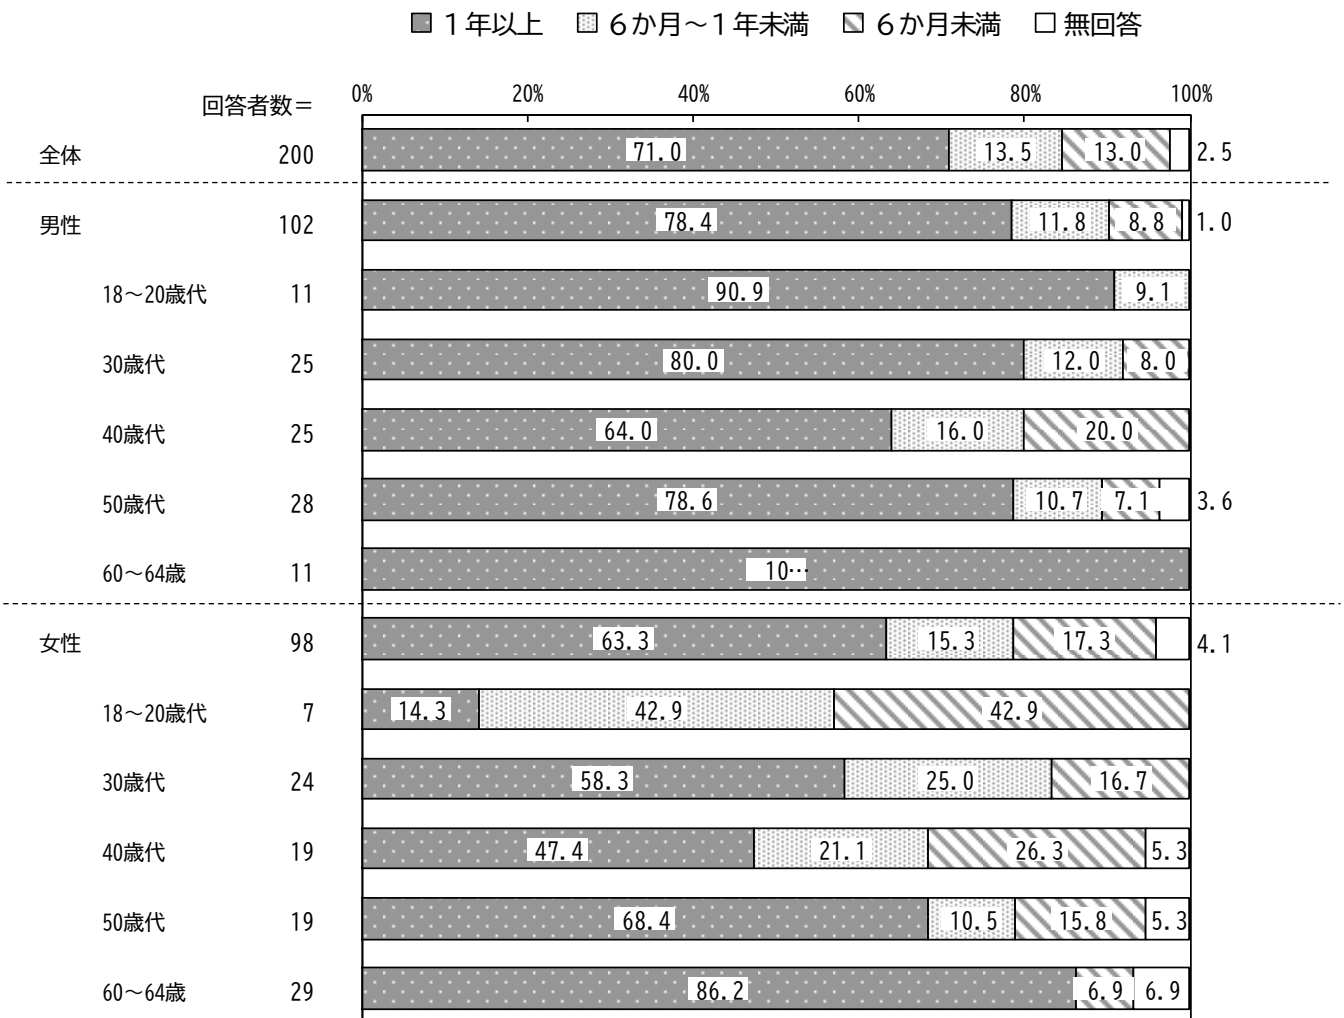 １年以上 ６か月～１年未満 ６か月未満 無回答
回答者数＝ 0% 20% 40% 60% 80% 100%
全体 200 71.0 13.5 13.0 2.5
男性 102 78.4 11.8 8.8 1.0
18～20歳代 11 90.9 9.1
30歳代 25 80.0 12.0 8.0
40歳代 25 64.0 16.0 20.0
50歳代 28 78.6 10.7 7.1 3.6
60～64歳 11 10…
女性 98 63.3 15.3 17.3 4.1
18～20歳代 7 14.3 42.9 42.9
30歳代 24 58.3 25.0 16.7
40歳代 19 47.4 21.1 26.3 5.3
50歳代 19 68.4 10.5 15.8 5.3
60～64歳 29 86.2 6.9 6.9